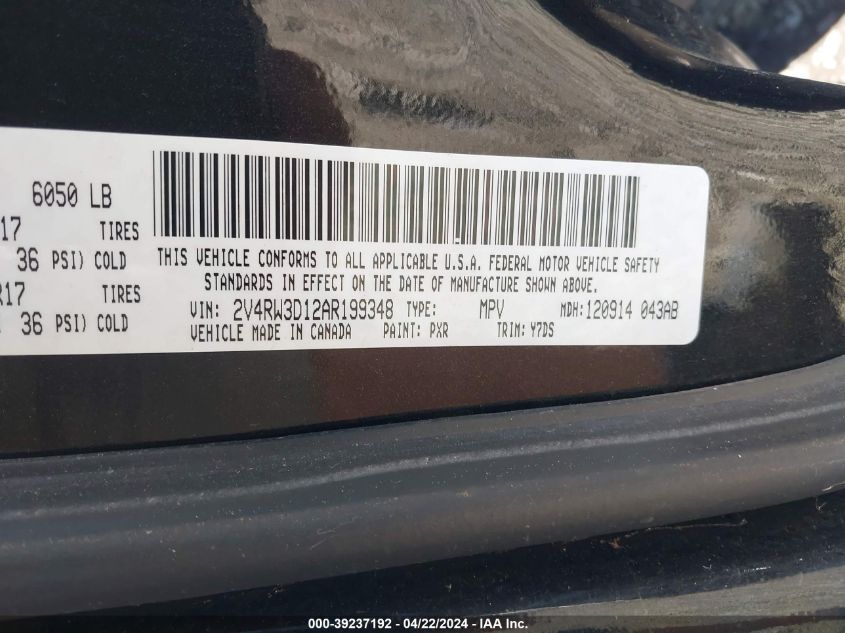 6050 LB
17 TIRES
36 PSI) COLD
R17 TIRES
36 PSI) COLD
THIS VEHICLE CONFORMS TO ALL APPLICABLE U.S.A. FEDERAL MOTOR VEHICLE SAFETY
STANDARDS IN EFFECT ON THE DATE OF MANUFACTURE SHOWN ABOVE.
VIN: 2V4RW3D12AR199348 TYPE: MPV MDH: 120914 043AB
VEHICLE MADE IN CANADA PAINT: PXR TRIM: Y7DS
000-39237192 - 04/22/2024 - IAA Inc.